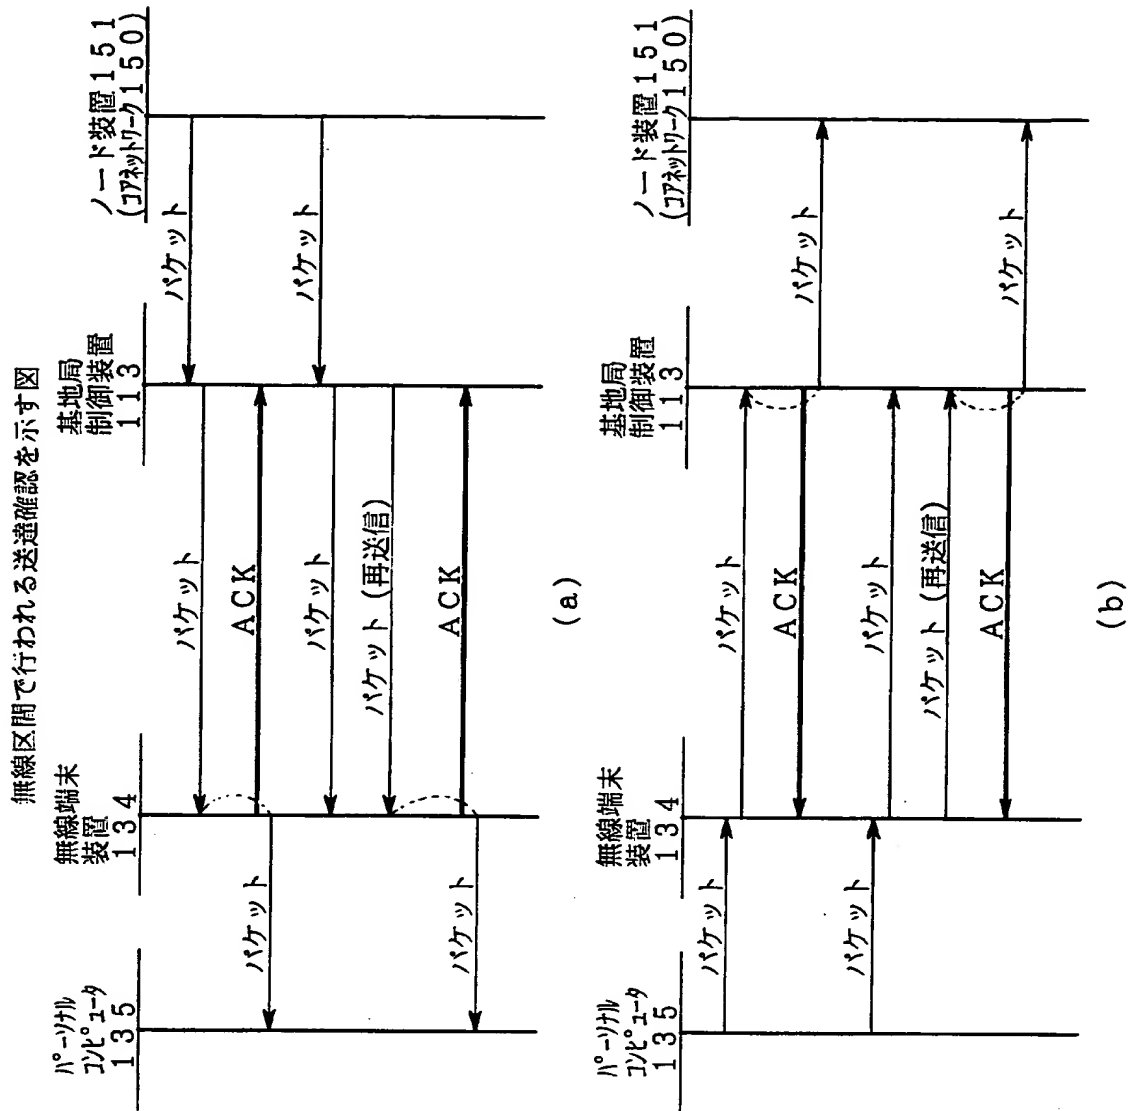 無線区間で行われる送達確認を示す図
パーソナル
コンピュータ
135
無線端末
装置
134
基地局
制御装置
113
ノード装置151
(コアネットワーク150)
パケット
パケット
パケット
ACK
パケット
パケット
パケット(再送信)
ACK
パケット
パケット
(a)
パーソナル
コンピュータ
135
無線端末
装置
134
基地局
制御装置
113
ノード装置151
(コアネットワーク150)
パケット
パケット
ACK
パケット
パケット
パケット
パケット(再送信)
ACK
パケット
(b)